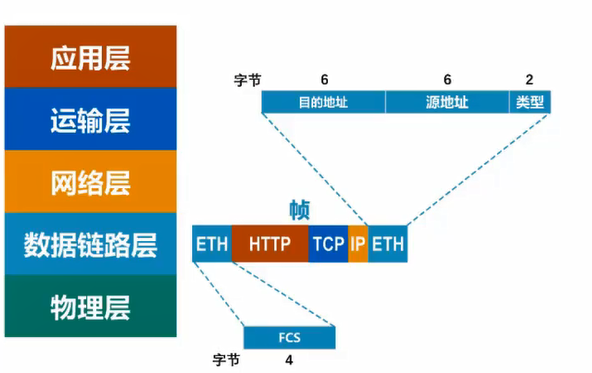 应用层
运输层
网络层
数据链路层
物理层
字节 6 6 2
目的地址 源地址 类型
帧
ETH HTTP TCP IP ETH
FCS
字节 4